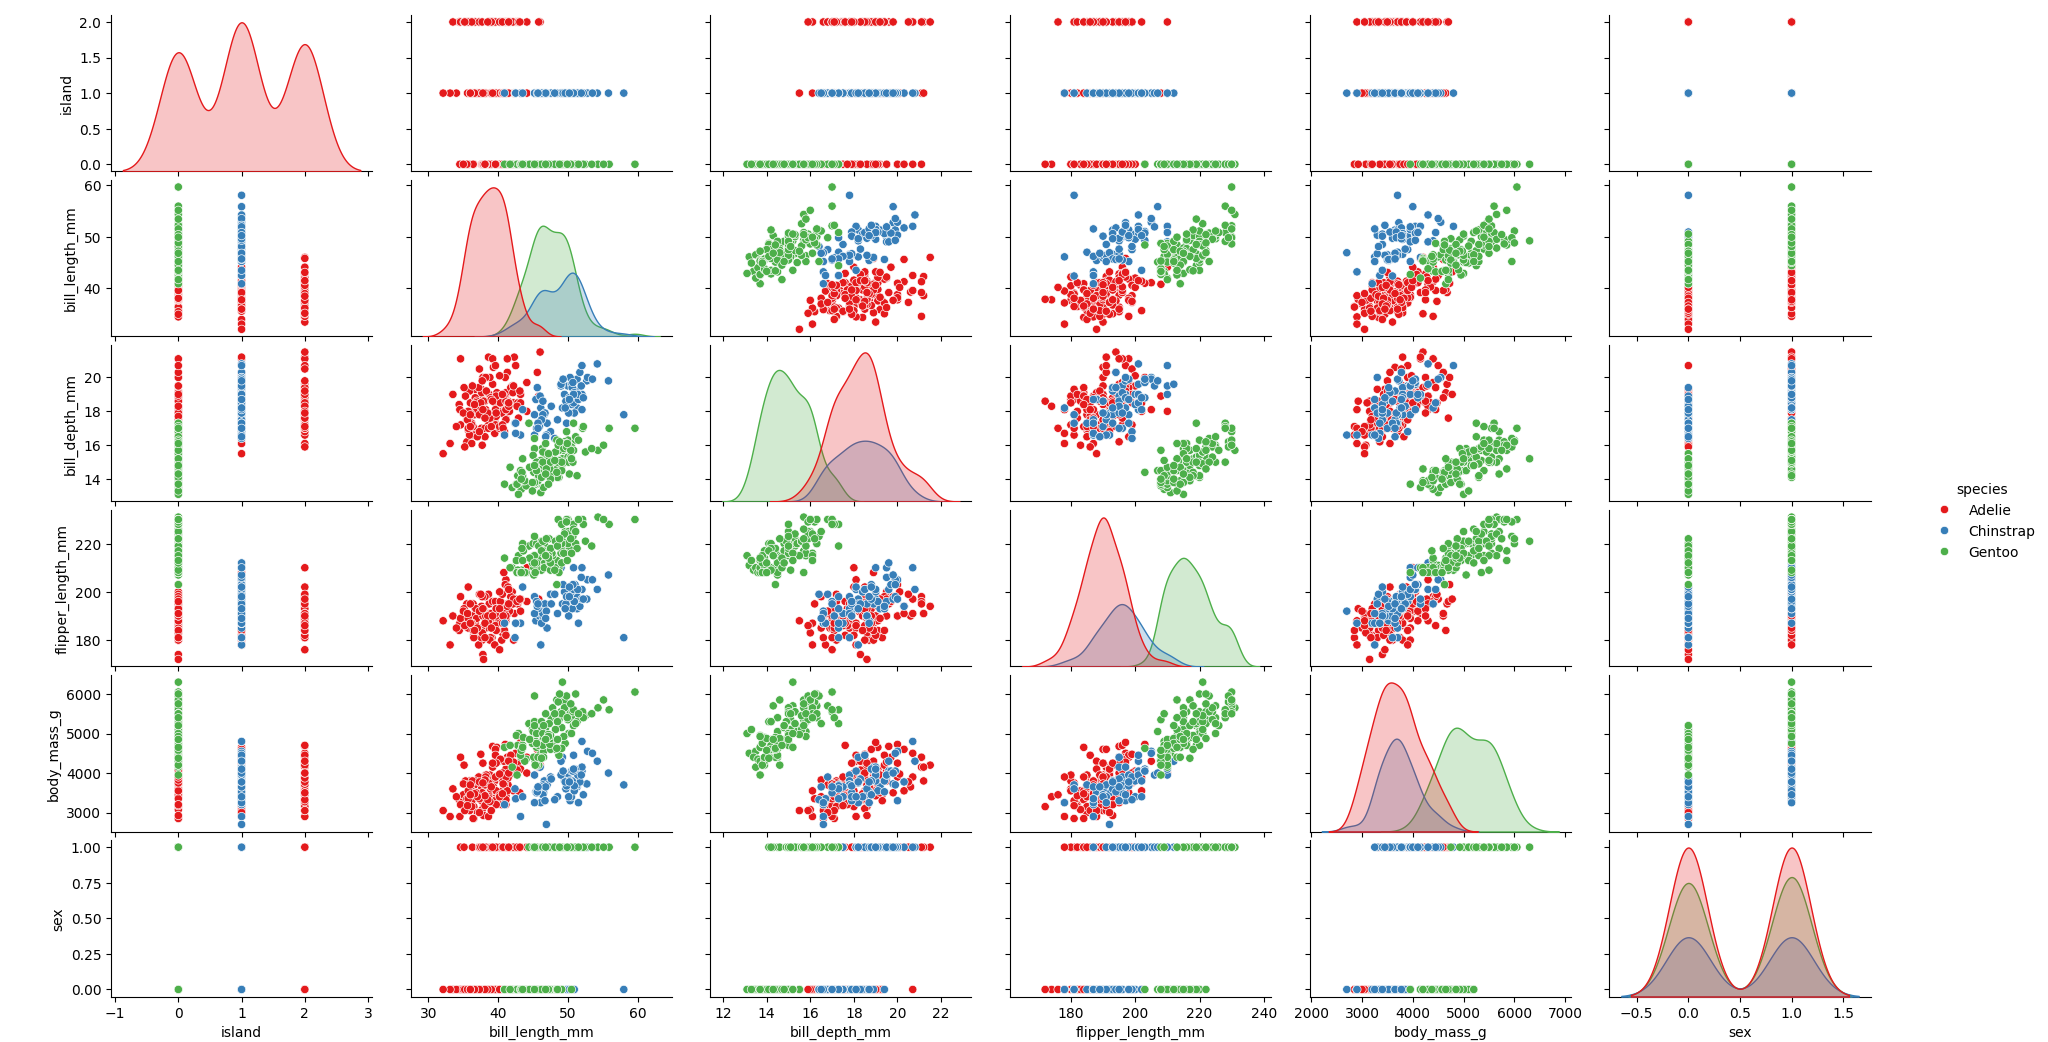 2.0
1.5
1.0
0.5
0.0
island
60
50
40
bill_length_mm
20
18
16
14
bill_depth_mm
220
200
180
flipper_length_mm
6000
5000
4000
3000
body_mass_g
1.00
0.75
0.50
0.25
0.00
sex
−1 0 1 2 3
island
30 40 50 60
bill_length_mm
12 14 16 18 20 22
bill_depth_mm
180 200 220 240
flipper_length_mm
2000 3000 4000 5000 6000 7000
body_mass_g
−0.5 0.0 0.5 1.0 1.5
sex
species
Adelie
Chinstrap
Gentoo